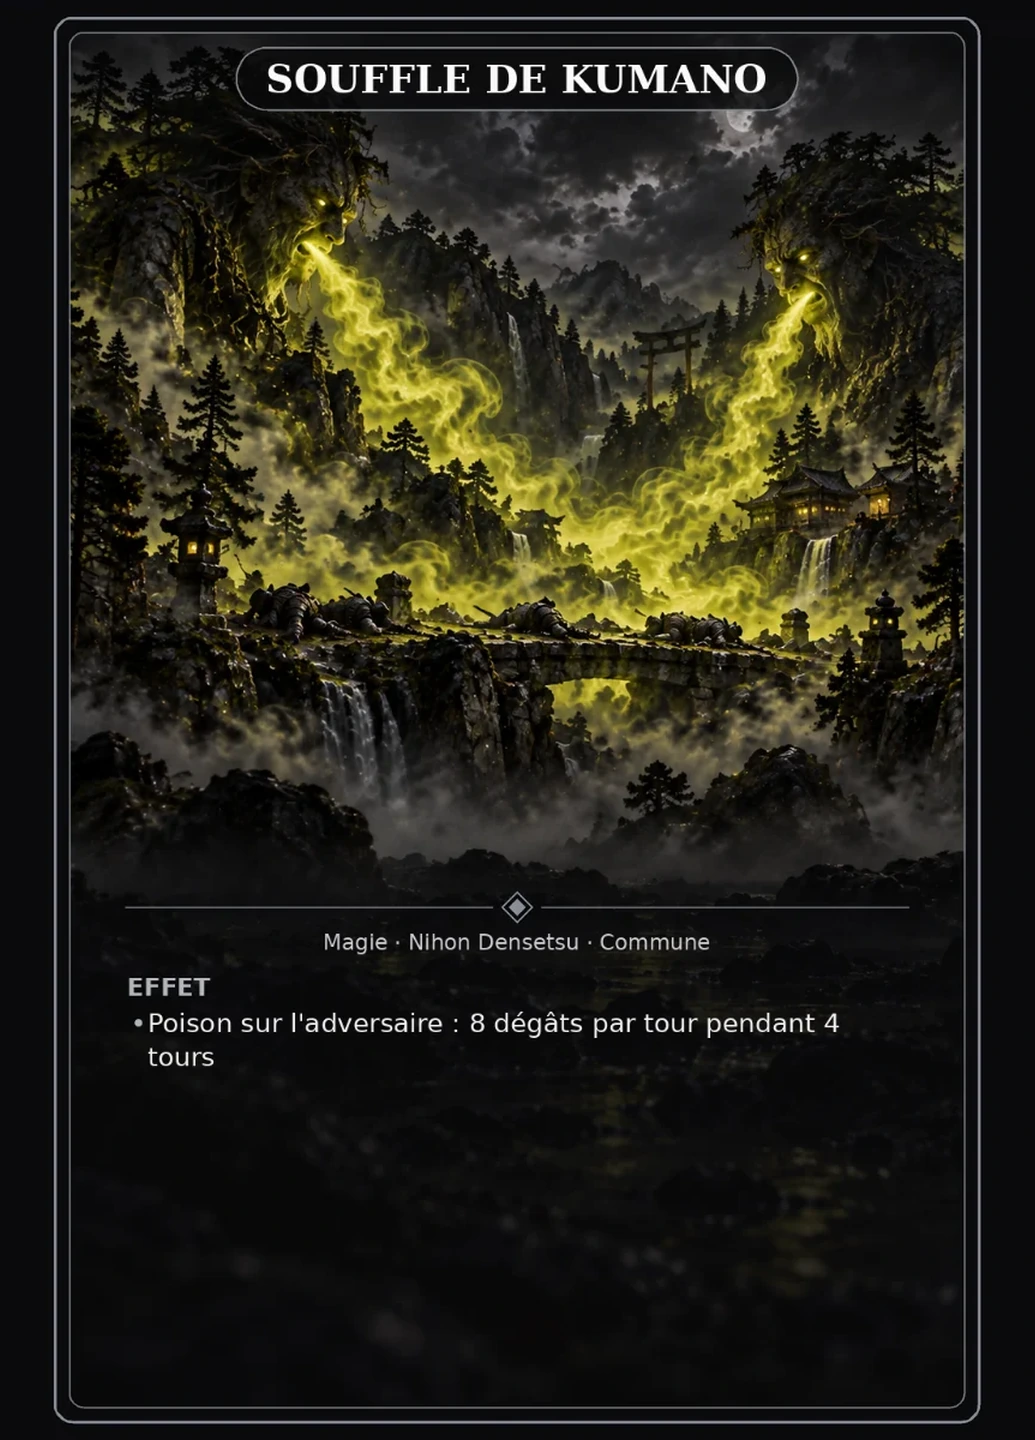 SOUFFLE DE KUMANO
Magie · Nihon Densetsu · Commune
EFFET
•Poison sur l'adversaire : 8 dégâts par tour pendant 4
tours